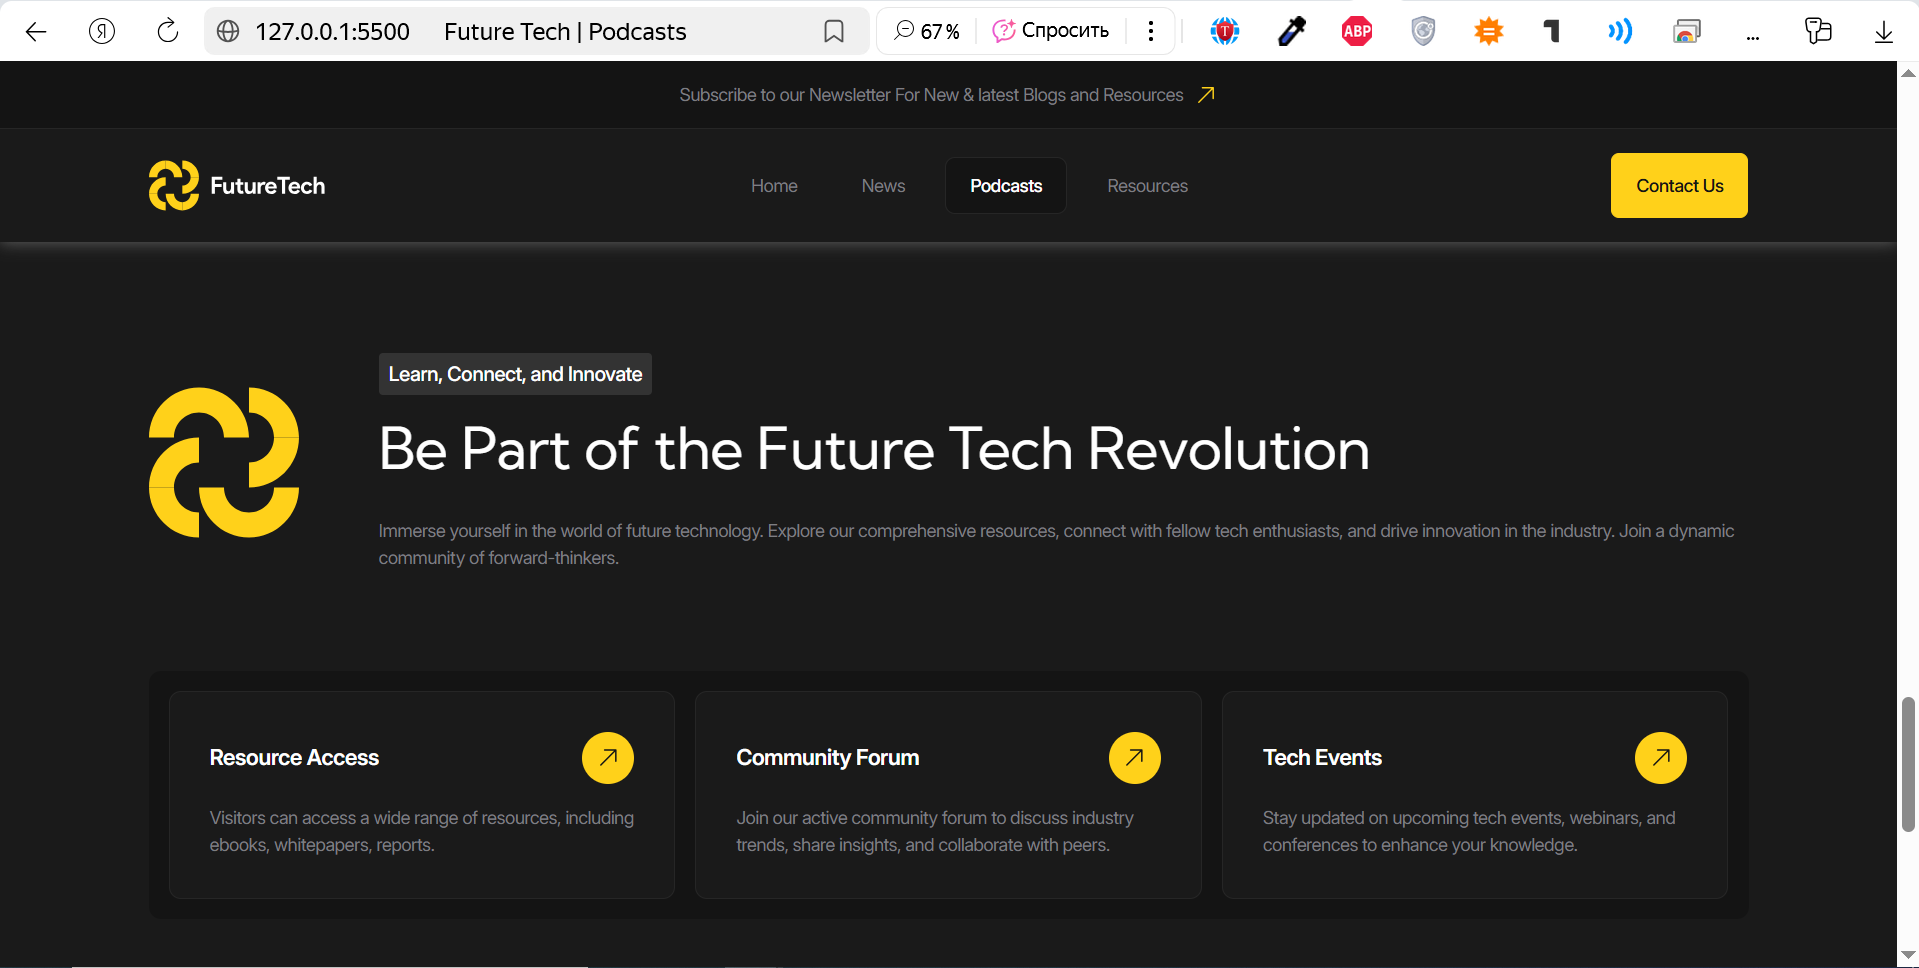 127.0.0.1:5500 Future Tech | Podcasts 67% Спросить
Subscribe to our Newsletter For New & latest Blogs and Resources
FutureTech Home News Podcasts Resources Contact Us
Learn, Connect, and Innovate
Be Part of the Future Tech Revolution
Immerse yourself in the world of future technology. Explore our comprehensive resources, connect with fellow tech enthusiasts, and drive innovation in the industry. Join a dynamic
community of forward-thinkers.
Resource Access
Visitors can access a wide range of resources, including
ebooks, whitepapers, reports.
Community Forum
Join our active community forum to discuss industry
trends, share insights, and collaborate with peers.
Tech Events
Stay updated on upcoming tech events, webinars, and
conferences to enhance your knowledge.